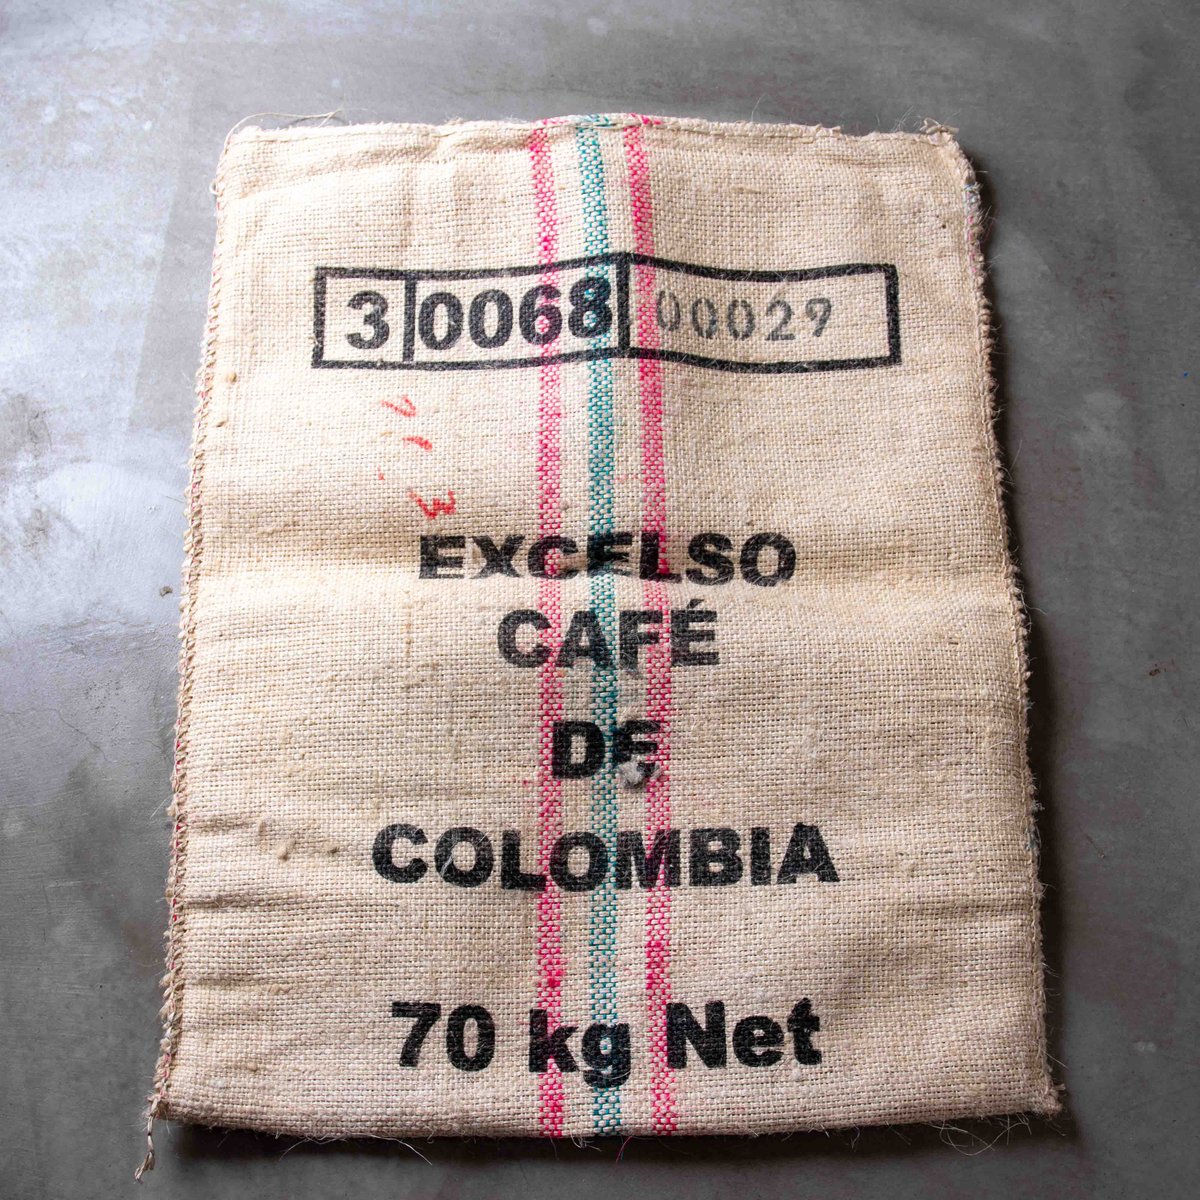 3 0068 00029
EXCELSO
CAFÉ
DE
COLOMBIA
70 kg Net